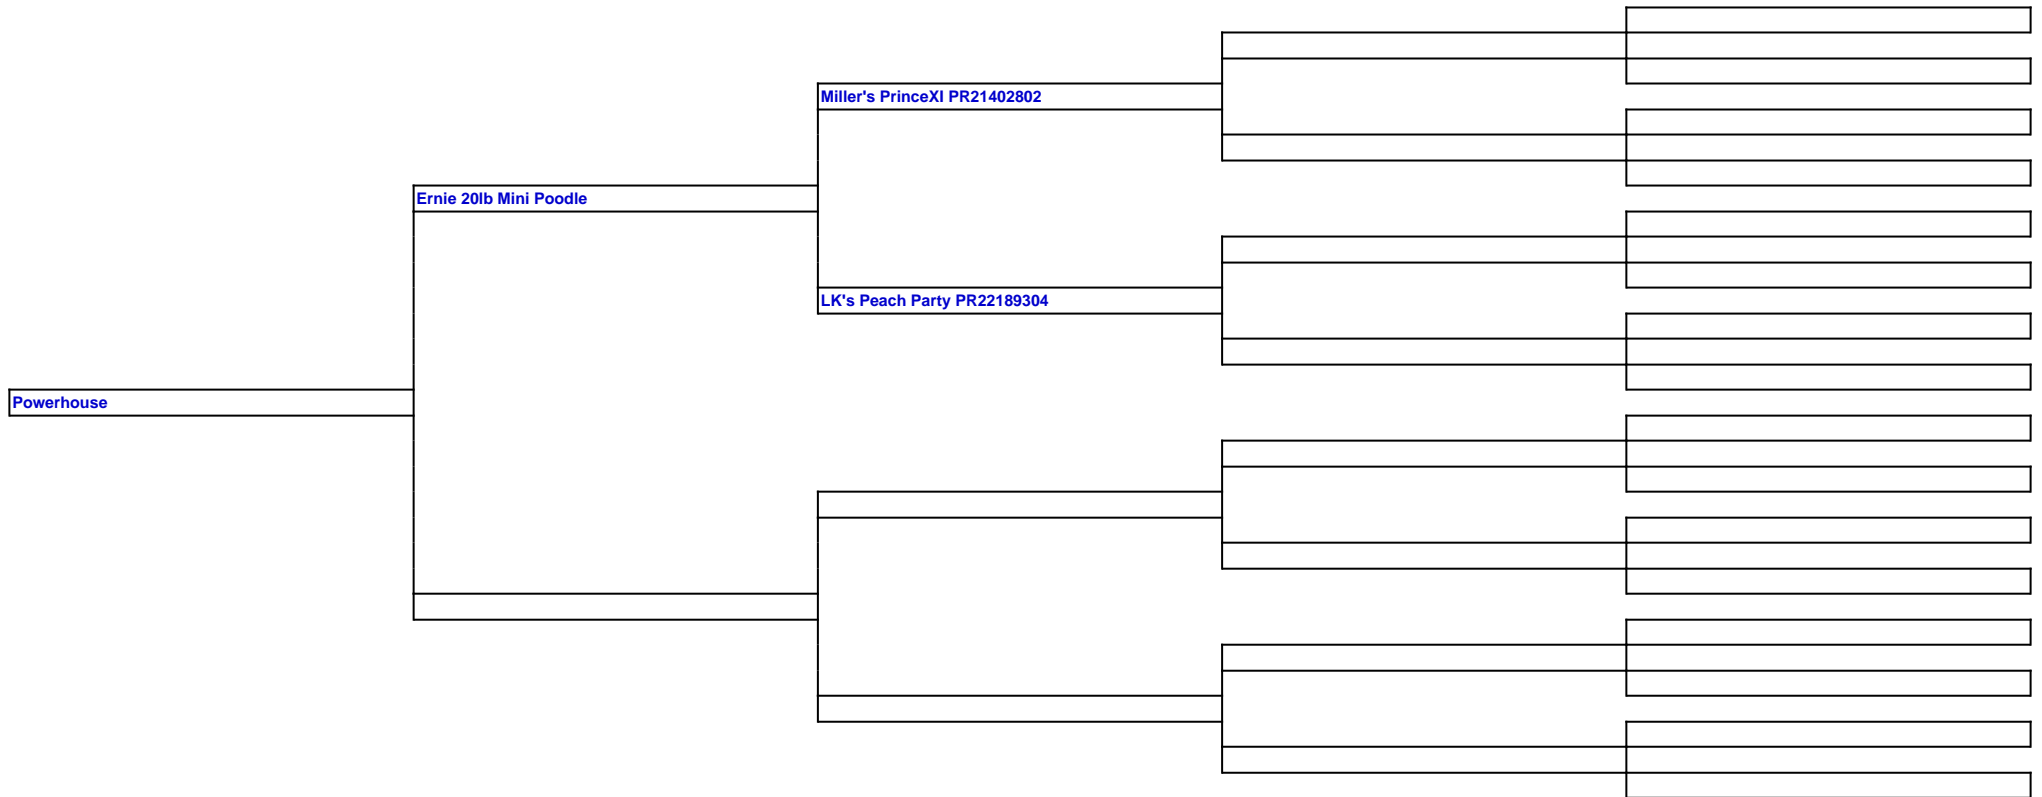 Miller's PrinceXI PR21402802
Ernie 20lb Mini Poodle
LK's Peach Party PR22189304
Powerhouse